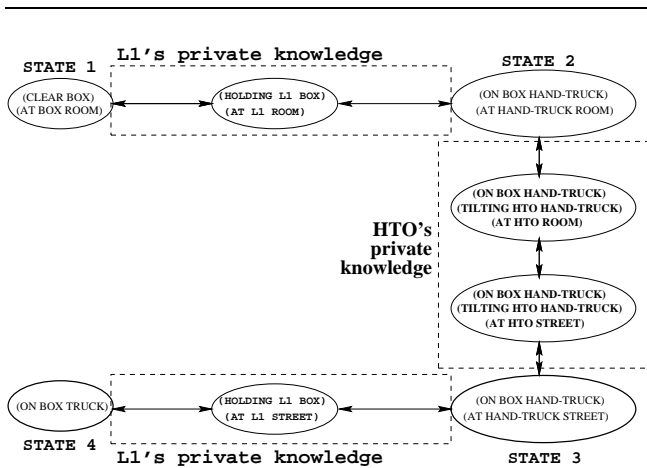 L1's private knowledge
STATE 1
STATE 2
(CLEAR BOX)
(AT BOX ROOM)
(HOLDING L1 BOX)
(AT L1 ROOM)
(ON BOX HAND-TRUCK)
(AT HAND-TRUCK ROOM)
(ON BOX HAND-TRUCK)
(TILTING HTO HAND-TRUCK)
(AT HTO ROOM)
HTO's
private
knowledge
(ON BOX HAND-TRUCK)
(TILTING HTO HAND-TRUCK)
(AT HTO STREET)
(ON BOX TRUCK)
(HOLDING L1 BOX)
(AT L1 STREET)
(ON BOX HAND-TRUCK)
(AT HAND-TRUCK STREET)
STATE 4
L1's private knowledge
STATE 3